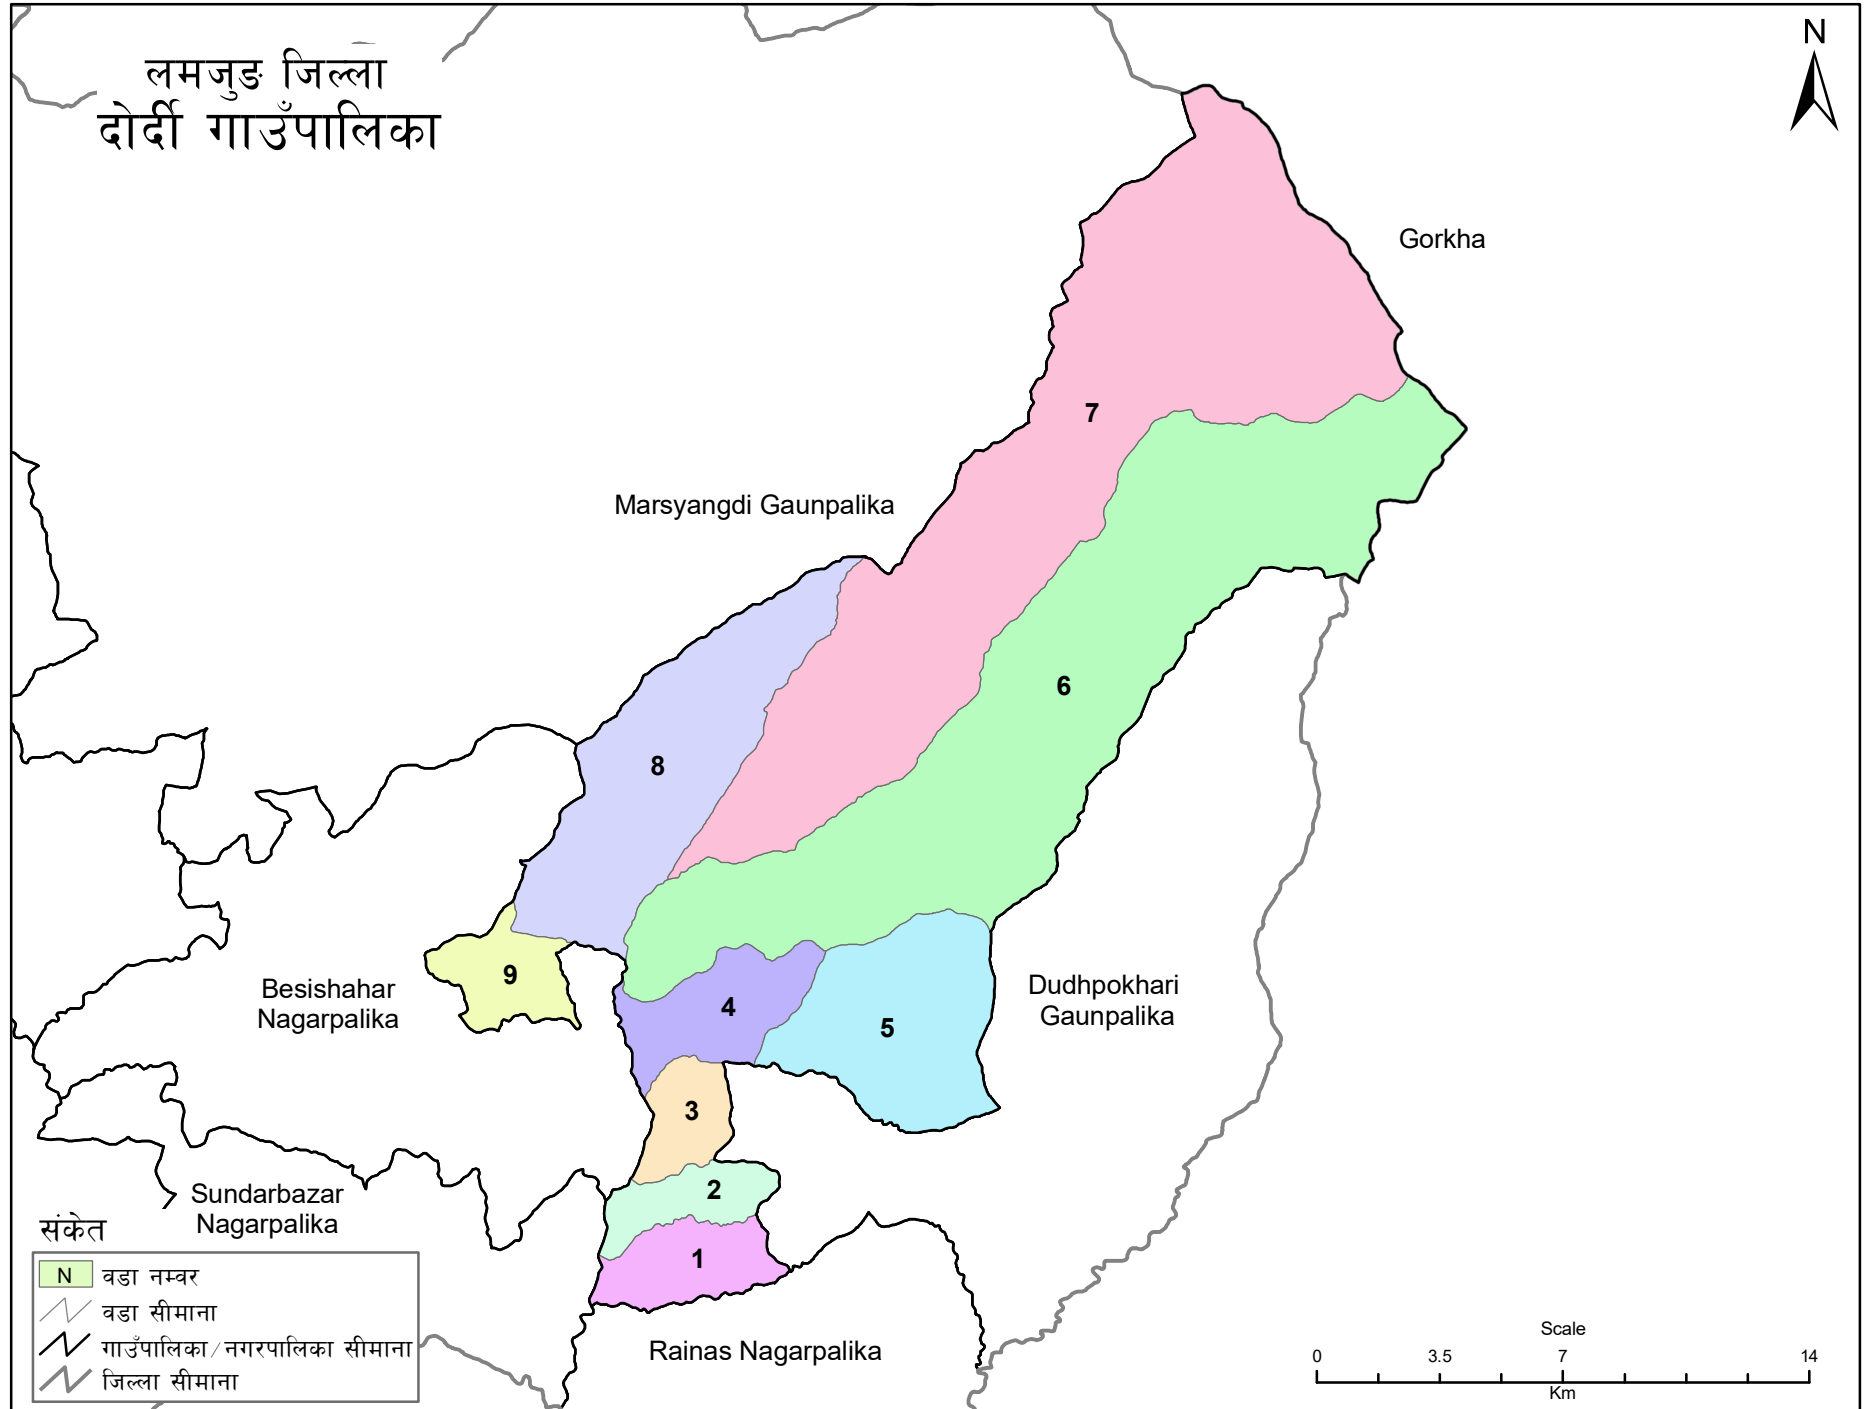 लमजुङ जिल्ला
दोर्दी गाउँपालिका
N
Gorkha
7
Marsyangdi Gaunpalika
6
8
9
Besishahar
Nagarpalika
4
5
Dudhpokhari
Gaunpalika
3
2
Sundarbazar
Nagarpalika
1
Rainas Nagarpalika
संकेत
N वडा नम्वर
वडा सीमाना
गाउँपालिका/नगरपालिका सीमाना
जिल्ला सीमाना
Scale
0 3.5 7 14
Km